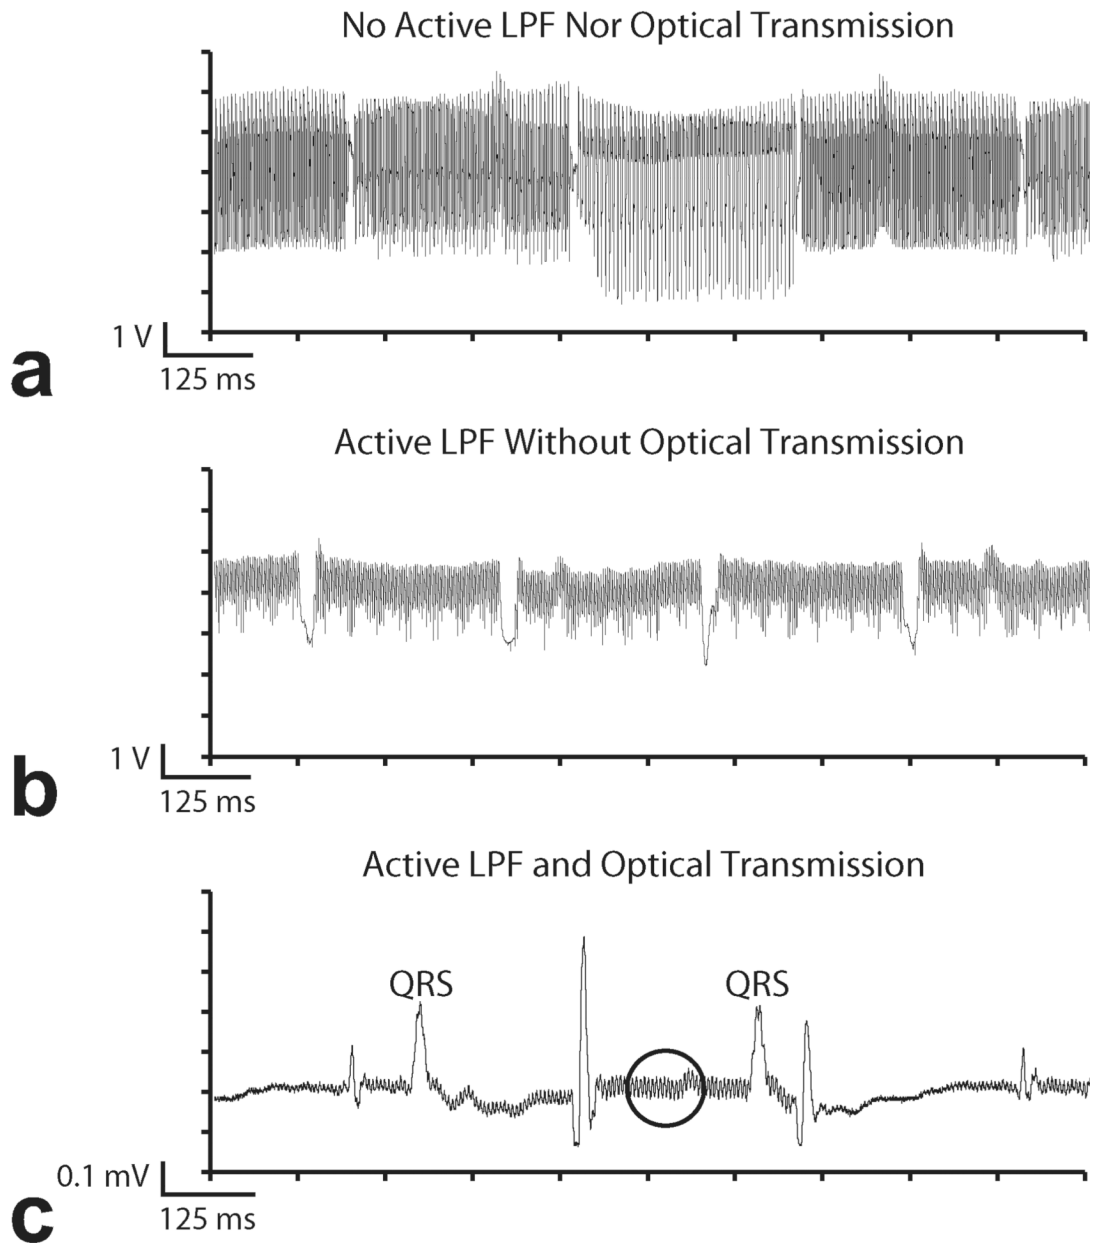 No Active LPF Nor Optical Transmission
1 V
125 ms
a
Active LPF Without Optical Transmission
1 V
125 ms
b
Active LPF and Optical Transmission
QRS QRS
0.1 mV
125 ms
c